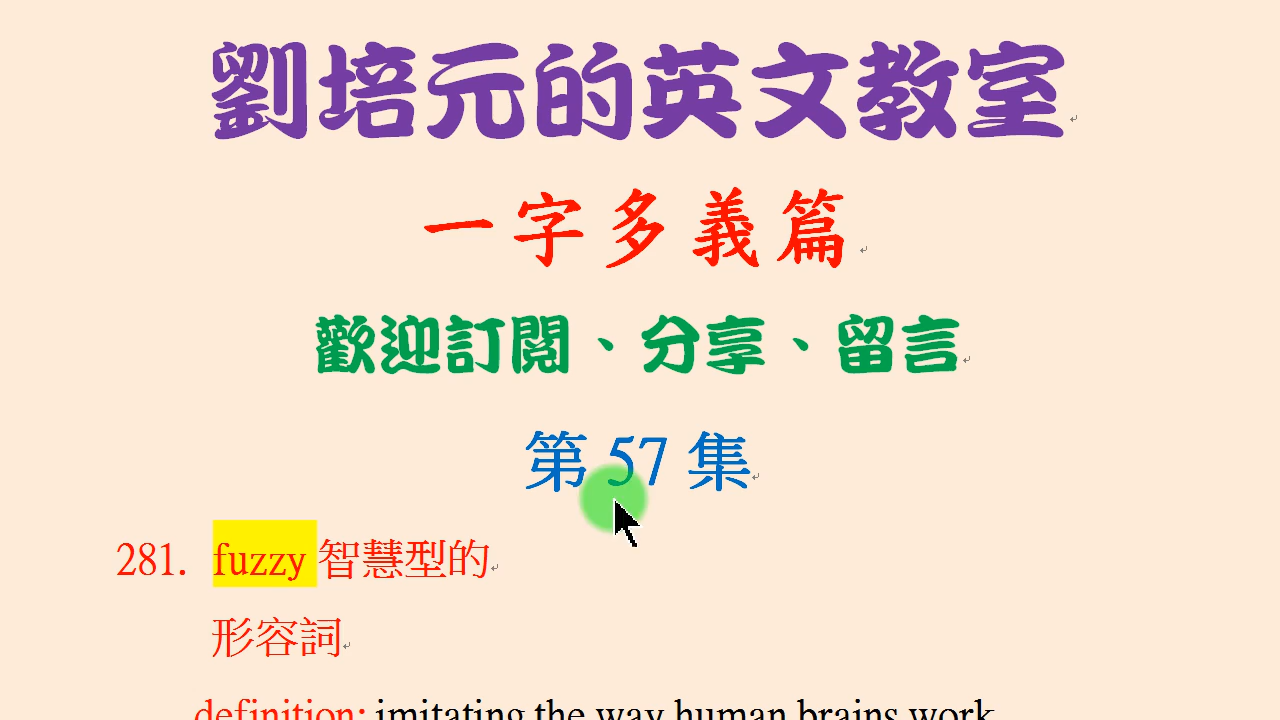 劉培元的英文教室
一字多義篇
歡迎訂閱、分享、留言
第 57 集
281. fuzzy 智慧型的
形容詞
definition: imitating the way human brains work